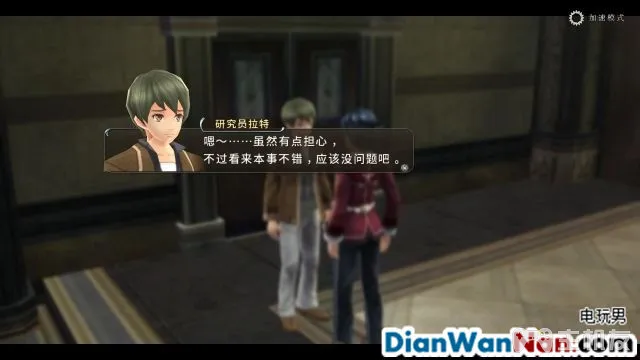 加速模式
研究员拉特
嗯～……虽然有点担心，
不过看来本事不错，应该没问题吧。
电玩男
DianWanNan.com